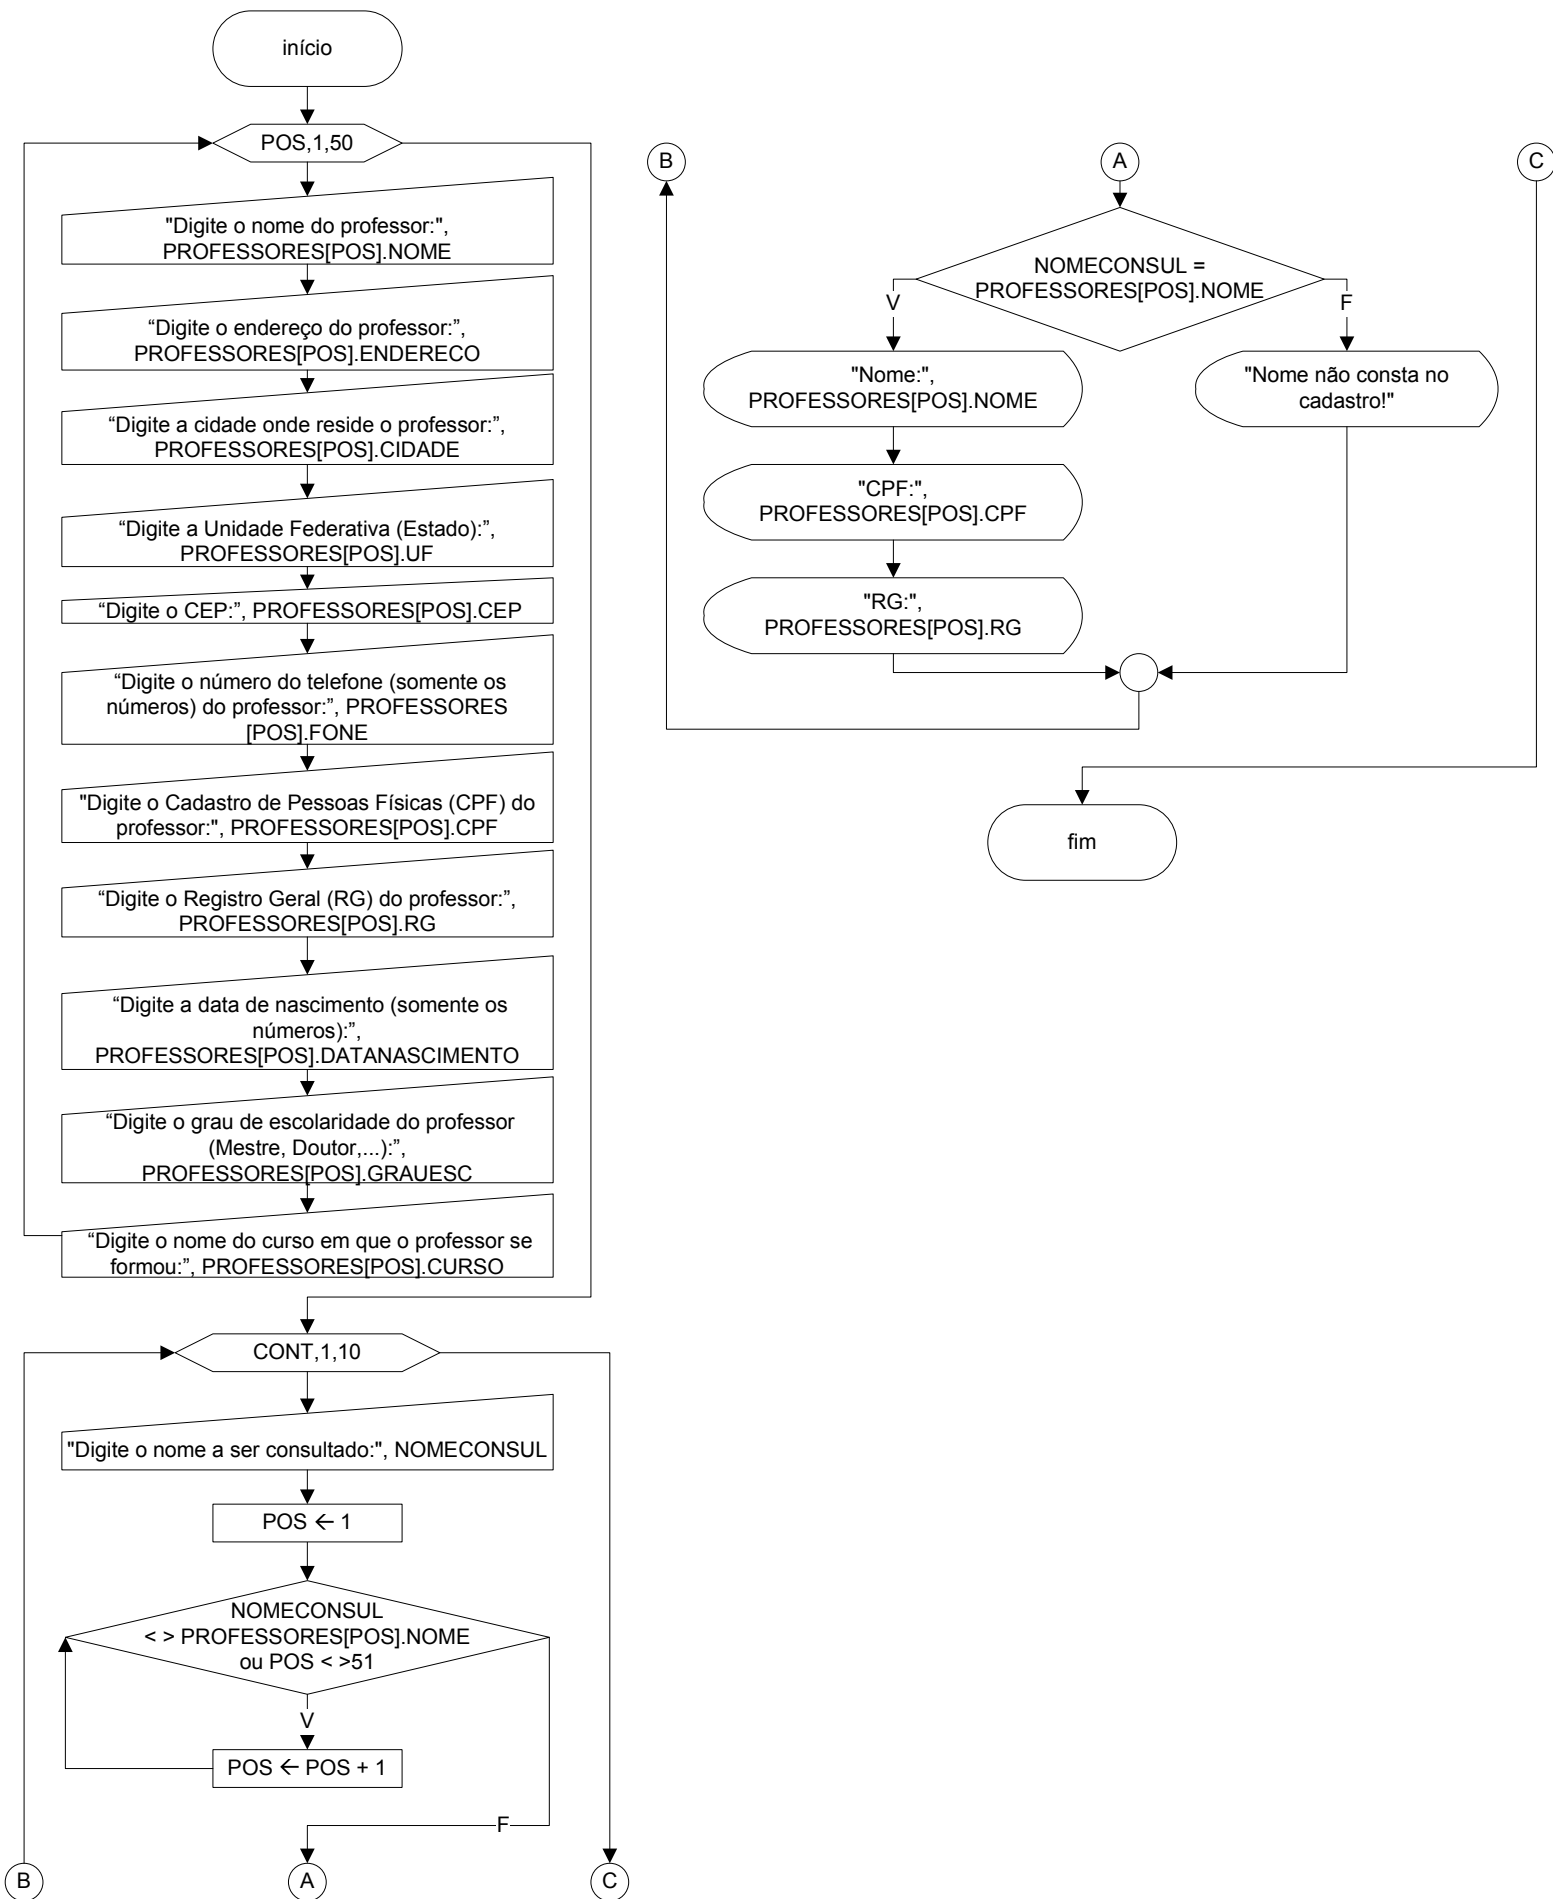 início
POS,1,50
"Digite o nome do professor:",
PROFESSORES[POS].NOME
“Digite o endereço do professor:”,
PROFESSORES[POS].ENDERECO
“Digite a cidade onde reside o professor:”,
PROFESSORES[POS].CIDADE
“Digite a Unidade Federativa (Estado):”,
PROFESSORES[POS].UF
“Digite o CEP:”, PROFESSORES[POS].CEP
“Digite o número do telefone (somente os
números) do professor:”, PROFESSORES
[POS].FONE
"Digite o Cadastro de Pessoas Físicas (CPF) do
professor:", PROFESSORES[POS].CPF
“Digite o Registro Geral (RG) do professor:”,
PROFESSORES[POS].RG
“Digite a data de nascimento (somente os
números):”,
PROFESSORES[POS].DATANASCIMENTO
“Digite o grau de escolaridade do professor
(Mestre, Doutor,...):”,
PROFESSORES[POS].GRAUESC
“Digite o nome do curso em que o professor se
formou:”, PROFESSORES[POS].CURSO
CONT,1,10
"Digite o nome a ser consultado:", NOMECONSUL
POS ← 1
NOMECONSUL
< > PROFESSORES[POS].NOME
ou POS < >51
V
POS ← POS + 1
F
B
A
C
B
A
C
NOMECONSUL =
PROFESSORES[POS].NOME
V
F
"Nome:",
PROFESSORES[POS].NOME
"Nome não consta no
cadastro!"
"CPF:",
PROFESSORES[POS].CPF
"RG:",
PROFESSORES[POS].RG
fim